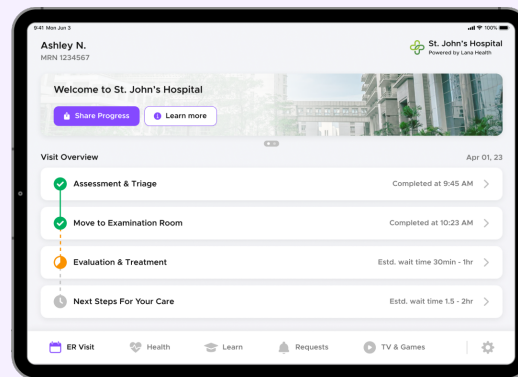 9:41 Mon Jun 3
100%
Ashley N.
MRN 1234567
St. John's Hospital
Powered by Lana Health
Welcome to St. John's Hospital
Share Progress
Learn more
Visit Overview
Apr 01, 23
Assessment & Triage
Completed at 9:45 AM
Move to Examination Room
Completed at 10:23 AM
Evaluation & Treatment
Estd. wait time 30min - 1hr
Next Steps For Your Care
Estd. wait time 1.5 - 2hr
ER Visit
Health
Learn
Requests
TV & Games